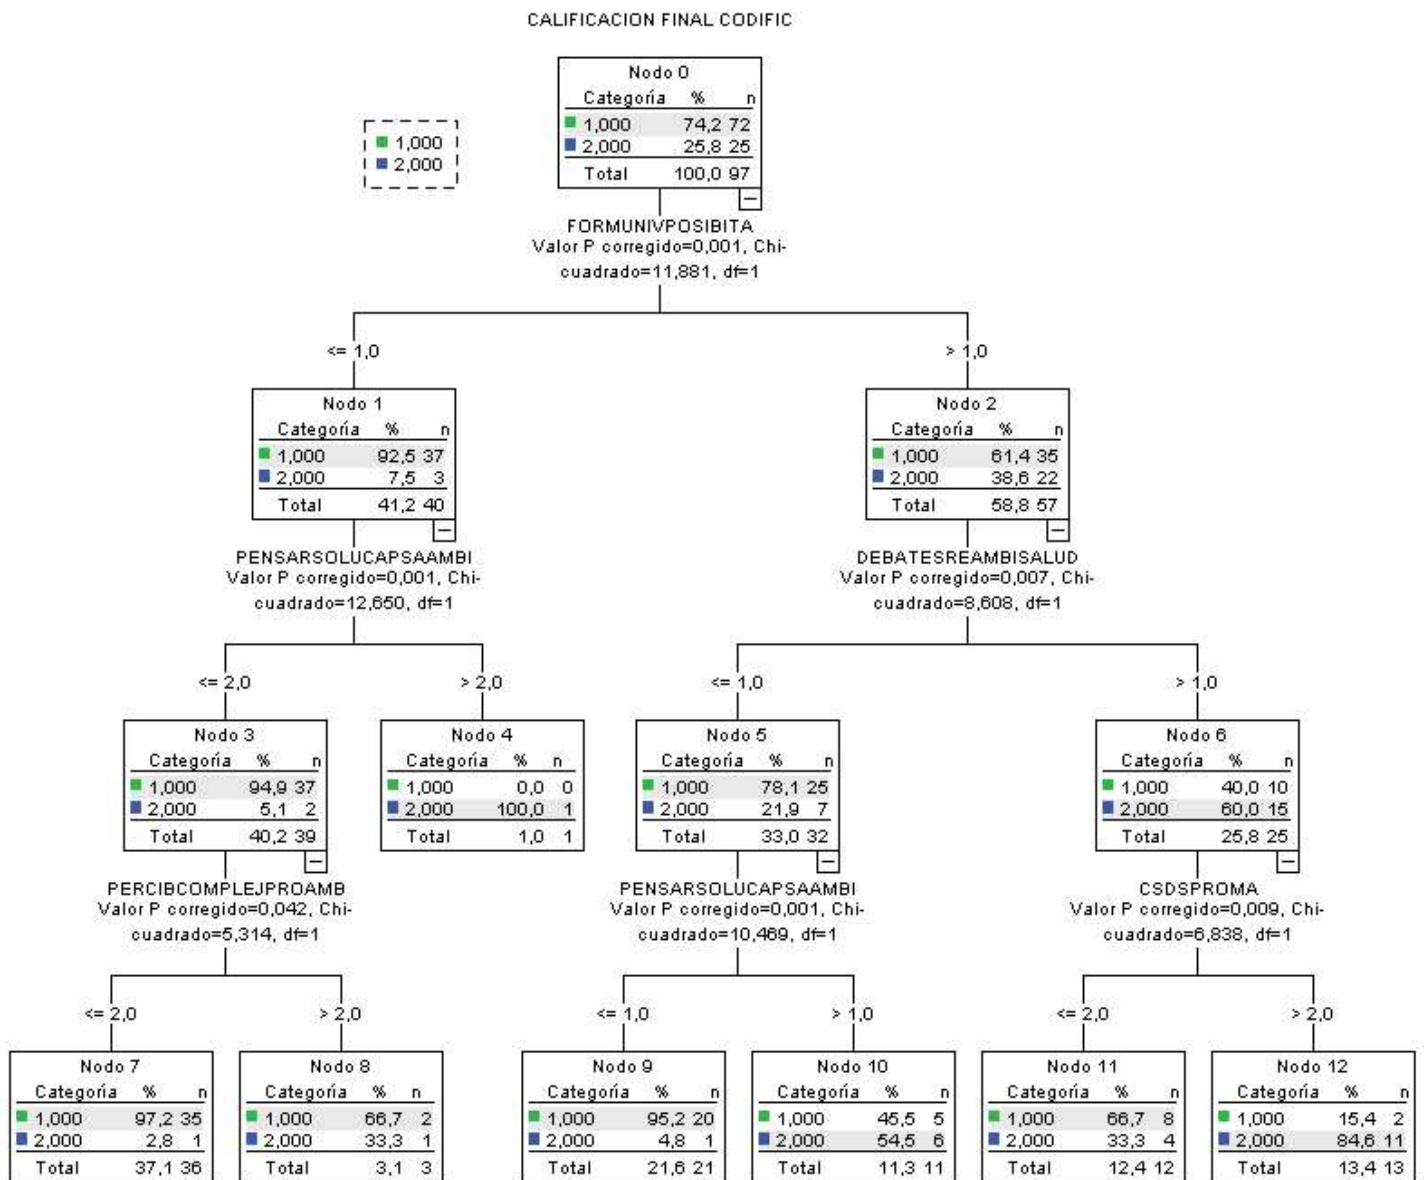 CALIFICACION FINAL CODIFIC
Nodo 0
Categoría % n
1,000 74,2 72
2,000 25,8 25
Total 100,0 97
1,000
2,000
FORMUNIVPOSIBITA
Valor P corregido=0,001, Chi-
cuadrado=11,881, df=1
<= 1,0
> 1,0
Nodo 1
Categoría % n
1,000 92,5 37
2,000 7,5 3
Total 41,2 40
Nodo 2
Categoría % n
1,000 61,4 35
2,000 38,6 22
Total 58,8 57
PENSARSOLUCAPSAAMBI
Valor P corregido=0,001, Chi-
cuadrado=12,650, df=1
DEBATESREAMBISALUD
Valor P corregido=0,007, Chi-
cuadrado=8,608, df=1
<= 2,0
> 2,0
<= 1,0
> 1,0
Nodo 3
Categoría % n
1,000 94,9 37
2,000 5,1 2
Total 40,2 39
Nodo 4
Categoría % n
1,000 0,0 0
2,000 100,0 1
Total 1,0 1
Nodo 5
Categoría % n
1,000 78,1 25
2,000 21,9 7
Total 33,0 32
Nodo 6
Categoría % n
1,000 40,0 10
2,000 60,0 15
Total 25,8 25
PERCIBCOMPLEJPROAMB
Valor P corregido=0,042, Chi-
cuadrado=5,314, df=1
PENSARSOLUCAPSAAMBI
Valor P corregido=0,001, Chi-
cuadrado=10,469, df=1
CSDSPROMA
Valor P corregido=0,009, Chi-
cuadrado=6,838, df=1
<= 2,0
> 2,0
<= 1,0
> 1,0
<= 2,0
> 2,0
Nodo 7
Categoría % n
1,000 97,2 35
2,000 2,8 1
Total 37,1 36
Nodo 8
Categoría % n
1,000 66,7 2
2,000 33,3 1
Total 3,1 3
Nodo 9
Categoría % n
1,000 95,2 20
2,000 4,8 1
Total 21,6 21
Nodo 10
Categoría % n
1,000 45,5 5
2,000 54,5 6
Total 11,3 11
Nodo 11
Categoría % n
1,000 66,7 8
2,000 33,3 4
Total 12,4 12
Nodo 12
Categoría % n
1,000 15,4 2
2,000 84,6 11
Total 13,4 13